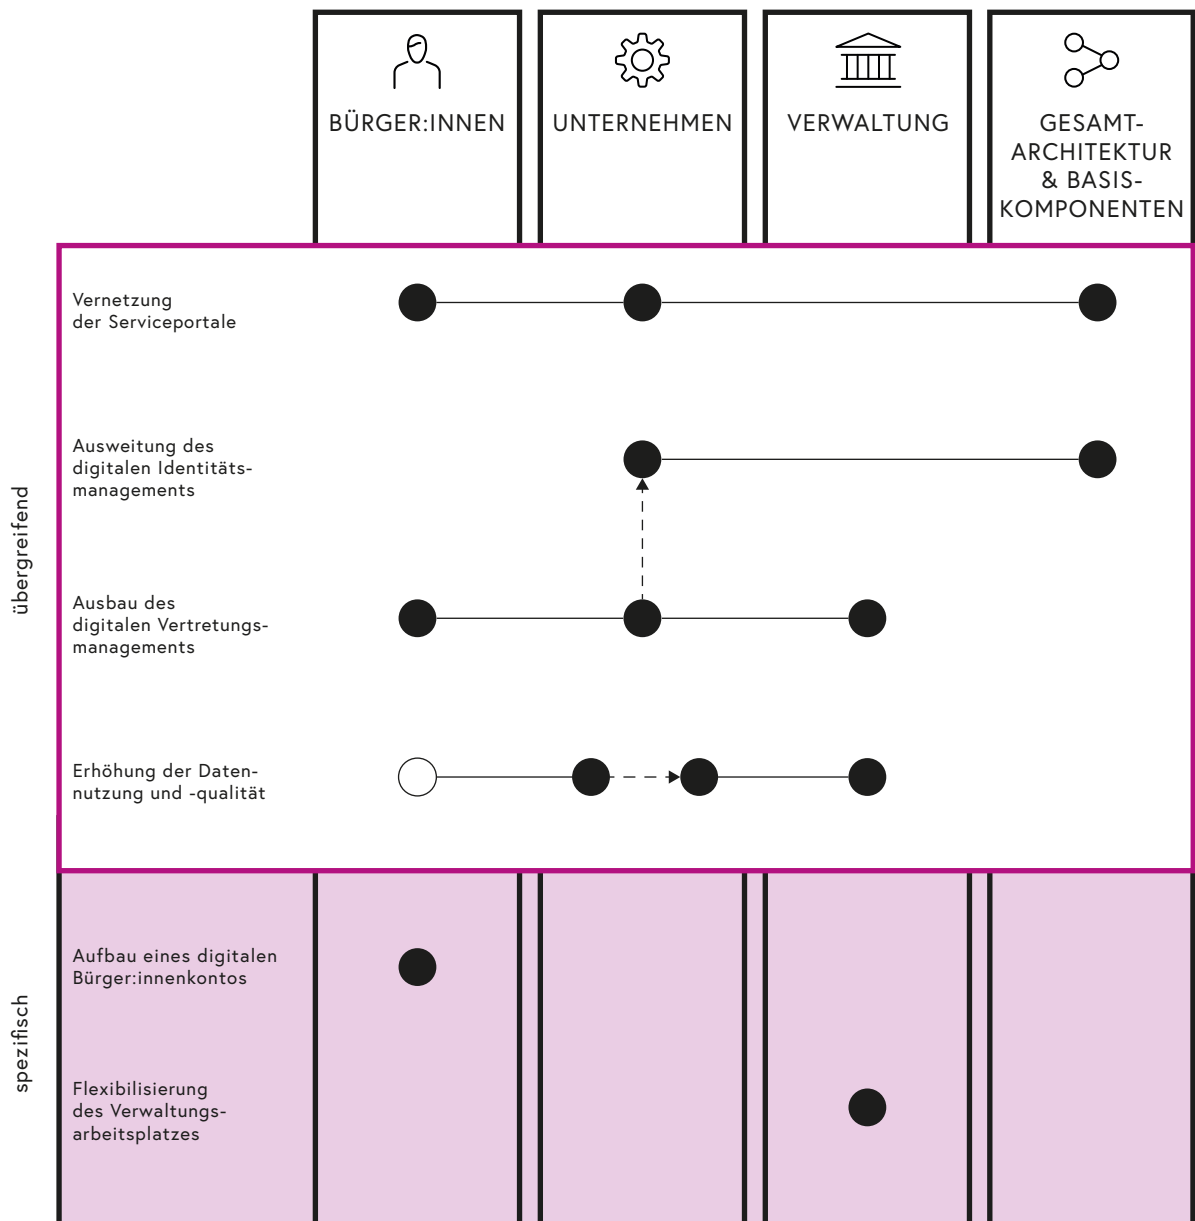 BÜRGER:INNEN
UNTERNEHMEN
VERWALTUNG
GESAMT-
ARCHITEKTUR
& BASIS-
KOMPONENTEN
übergreifend
Vernetzung
der Serviceportale
Ausweitung des
digitalen Identitäts-
managements
Ausbau des
digitalen Vertretungs-
managements
Erhöhung der Daten-
nutzung und -qualität
spezifisch
Aufbau eines digitalen
Bürger:innenkontos
Flexibilisierung
des Verwaltungs-
arbeitsplatzes